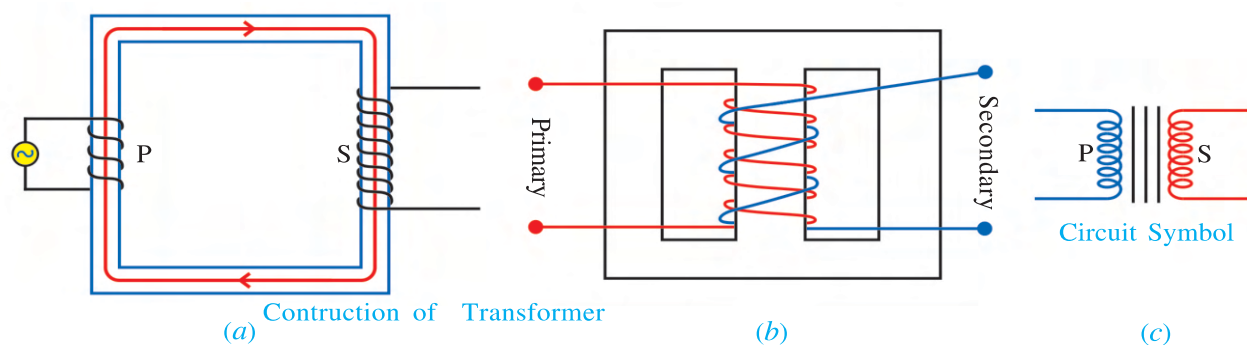 P
S
Primary
Secondary
P
S
Circuit Symbol
Contruction of Transformer
(a)
(b)
(c)